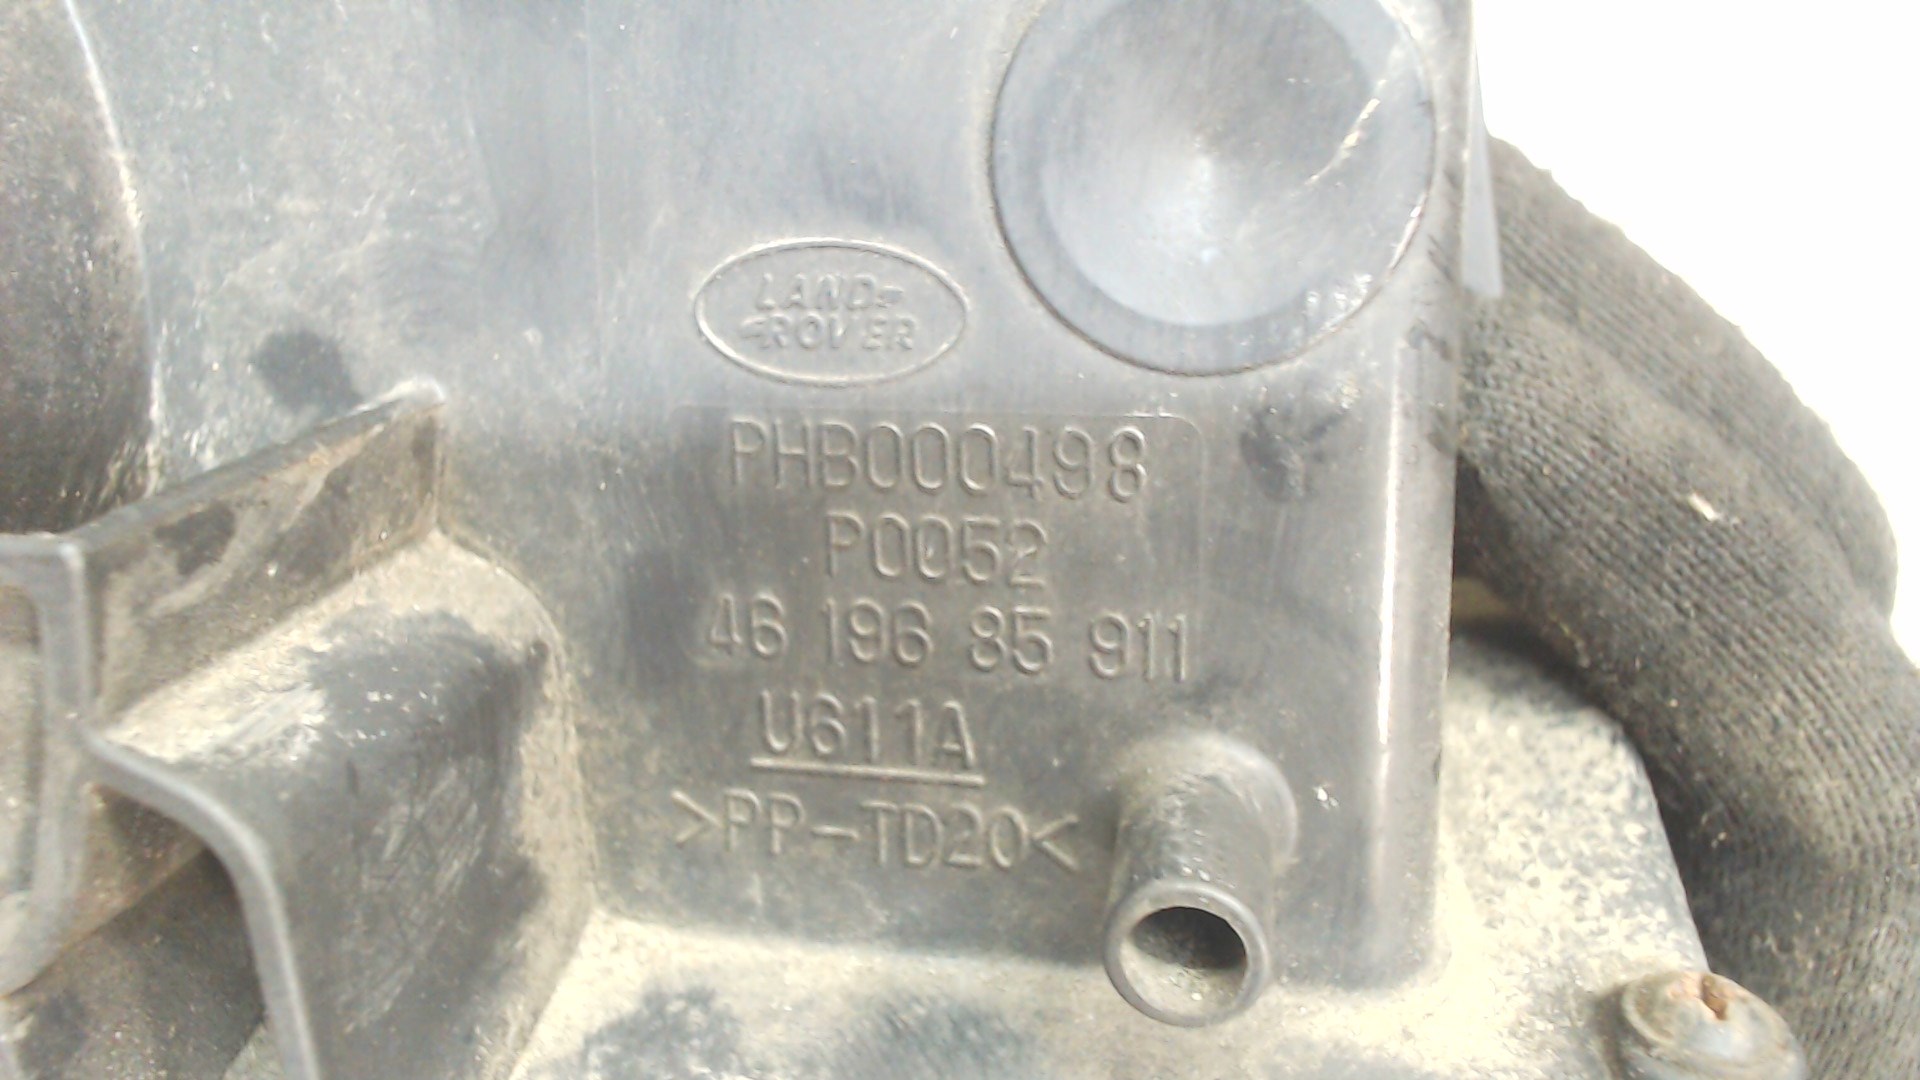 LAND-
ROVER
PHB000498
P0052
46 196 85 911
U611A
>PP-TD20<